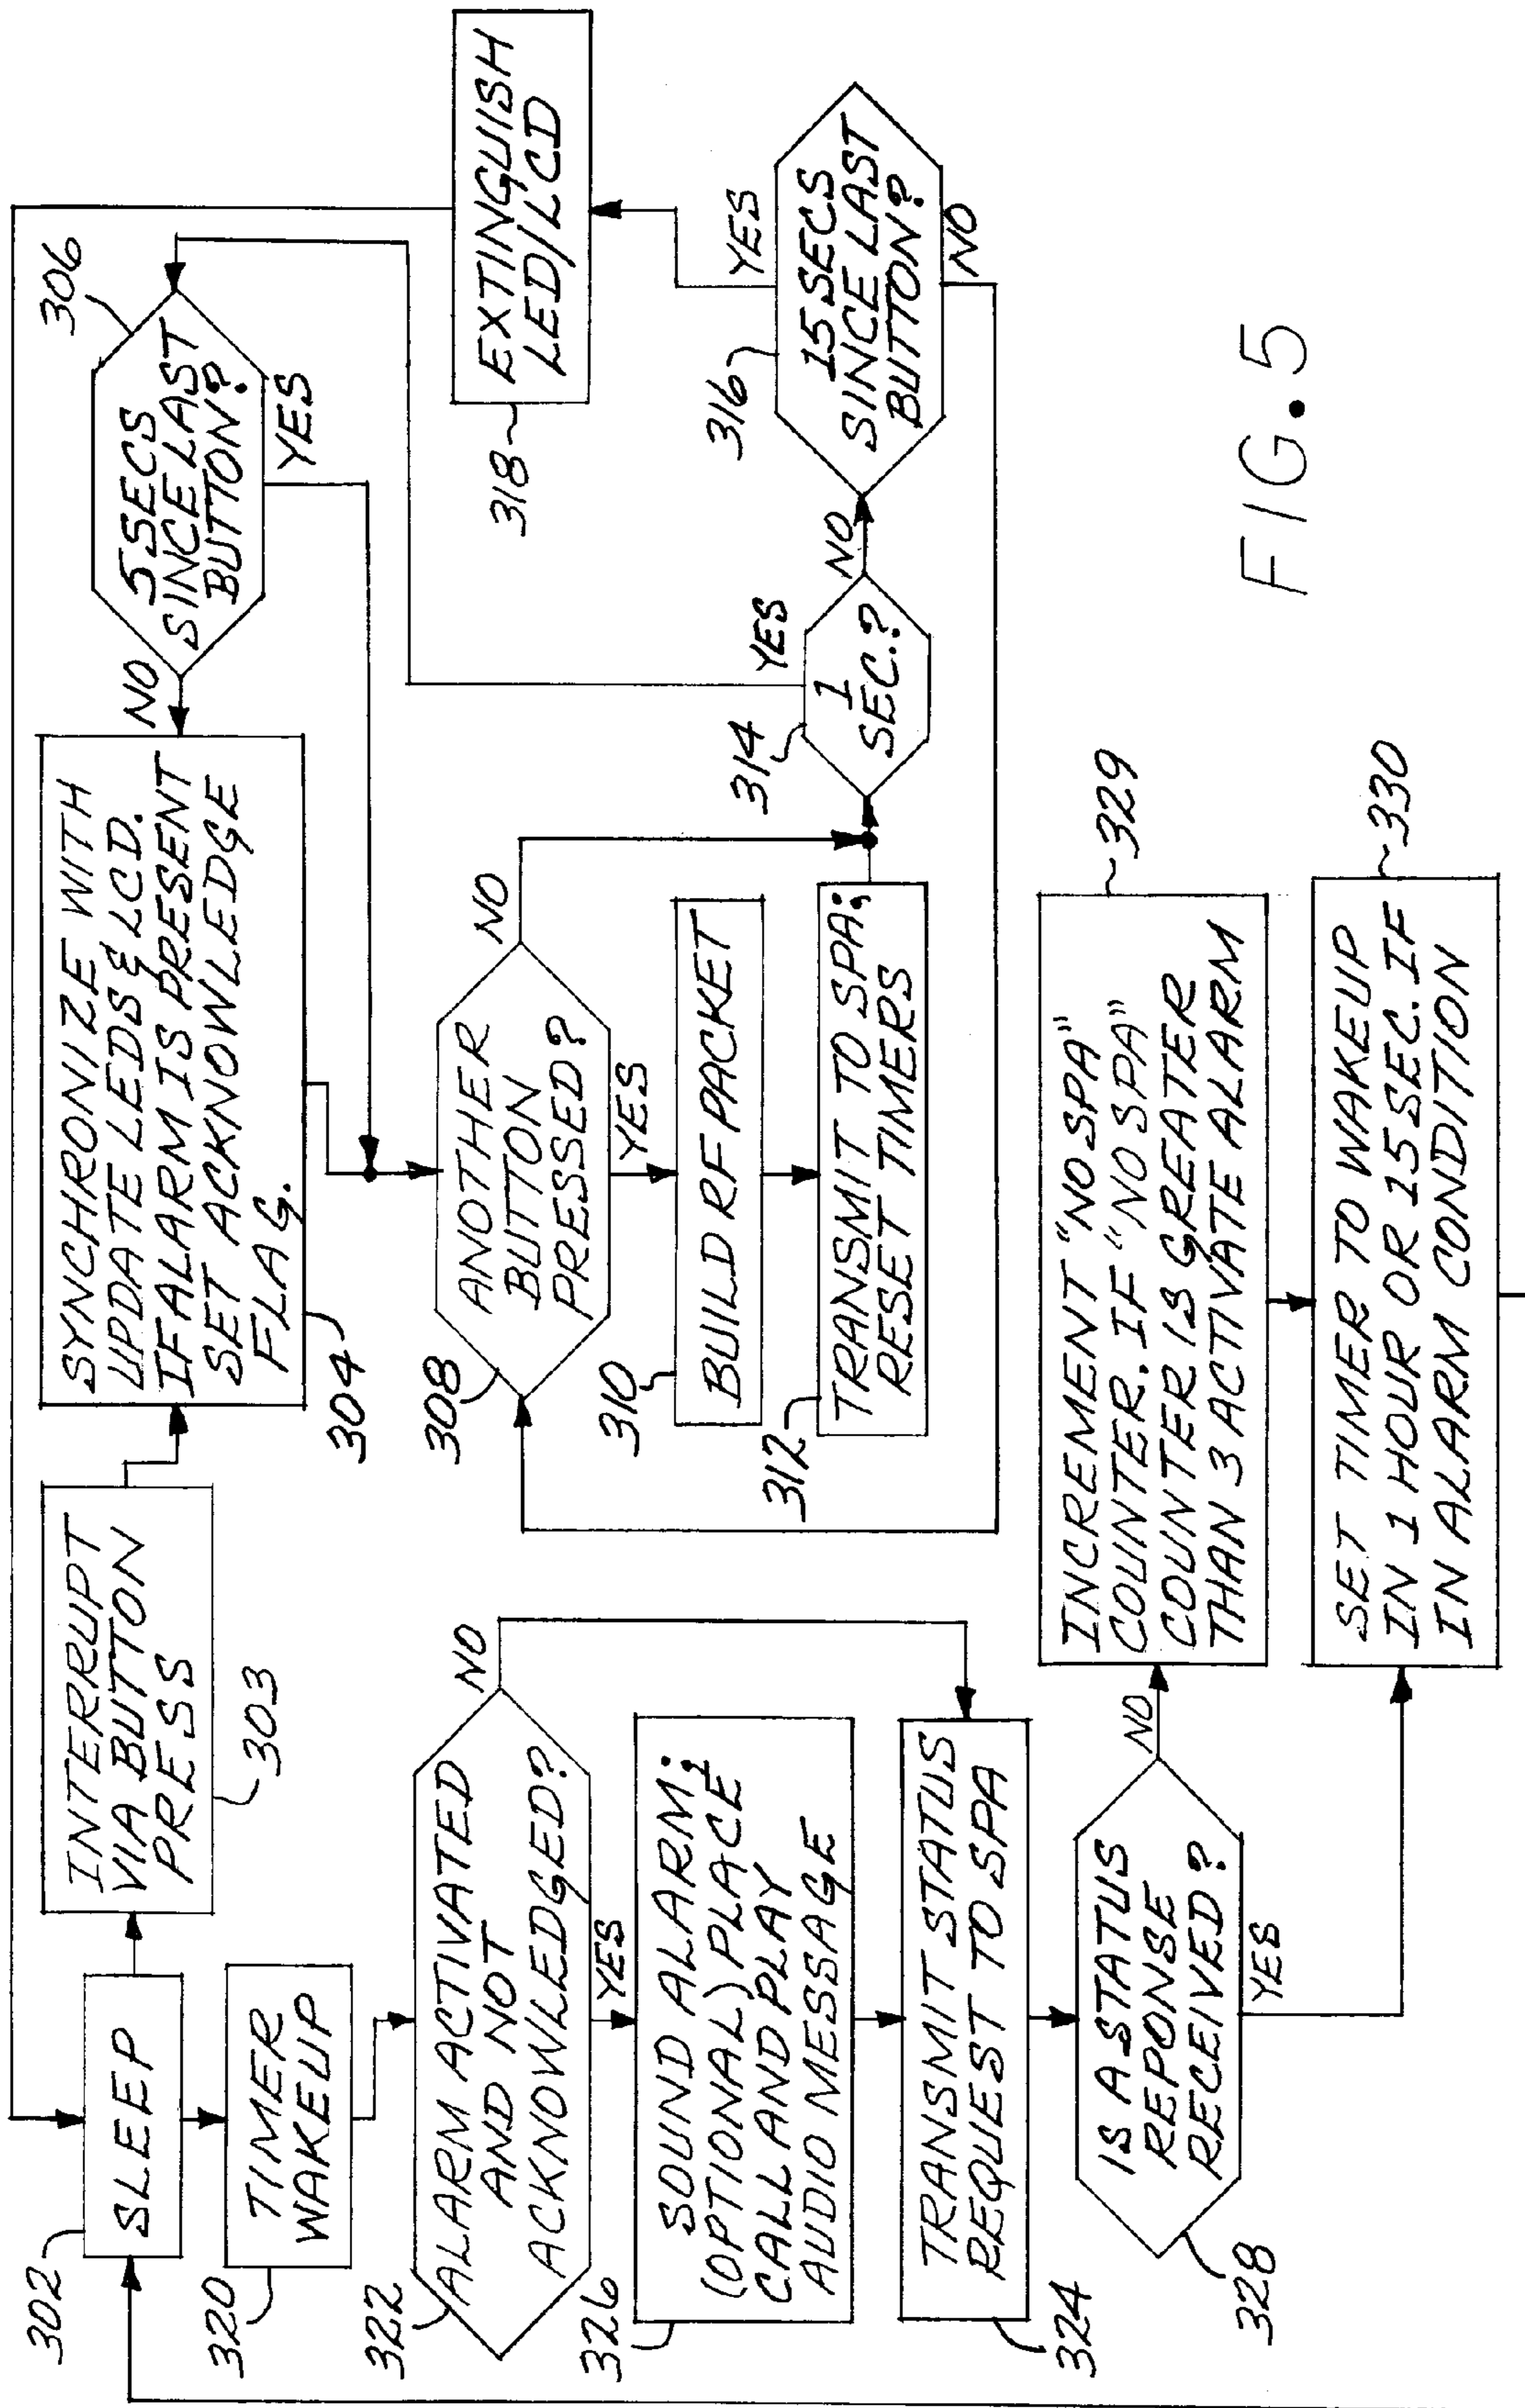 302
SLEEP
INTERRUPT
VIA BUTTON
PRESS
303
SYNCHRONIZE WITH
UPDATE LEDS & LCD.
IF ALARM IS PRESENT
SET ACKNOWLEDGE
FLAG.
304
NO
5 SECS
SINCE LAST
BUTTON?
306
YES
320
TIMER
WAKEUP
322
ALARM ACTIVATED
AND NOT
ACKNOWLEDGED?
NO
YES
326
SOUND ALARM;
(OPTIONAL) PLACE
CALL AND PLAY
AUDIO MESSAGE
TRANSMIT STATUS
REQUEST TO SPA
324
IS A STATUS
REPONSE
RECEIVED?
328
NO
YES
308
ANOTHER
BUTTON
PRESSED?
NO
YES
310
BUILD RF PACKET
312
TRANSMIT TO SPA;
RESET TIMERS
314
1
SEC.?
YES
NO
316
15 SECS
SINCE LAST
BUTTON?
YES
NO
318
EXTINGUISH
LED/LCD
INCREMENT "NO SPA"
COUNTER. IF "NO SPA"
COUNTER IS GREATER
THAN 3 ACTIVATE ALARM
329
SET TIMER TO WAKEUP
IN 1 HOUR OR 15 SEC. IF
IN ALARM CONDITION
330
FIG. 5